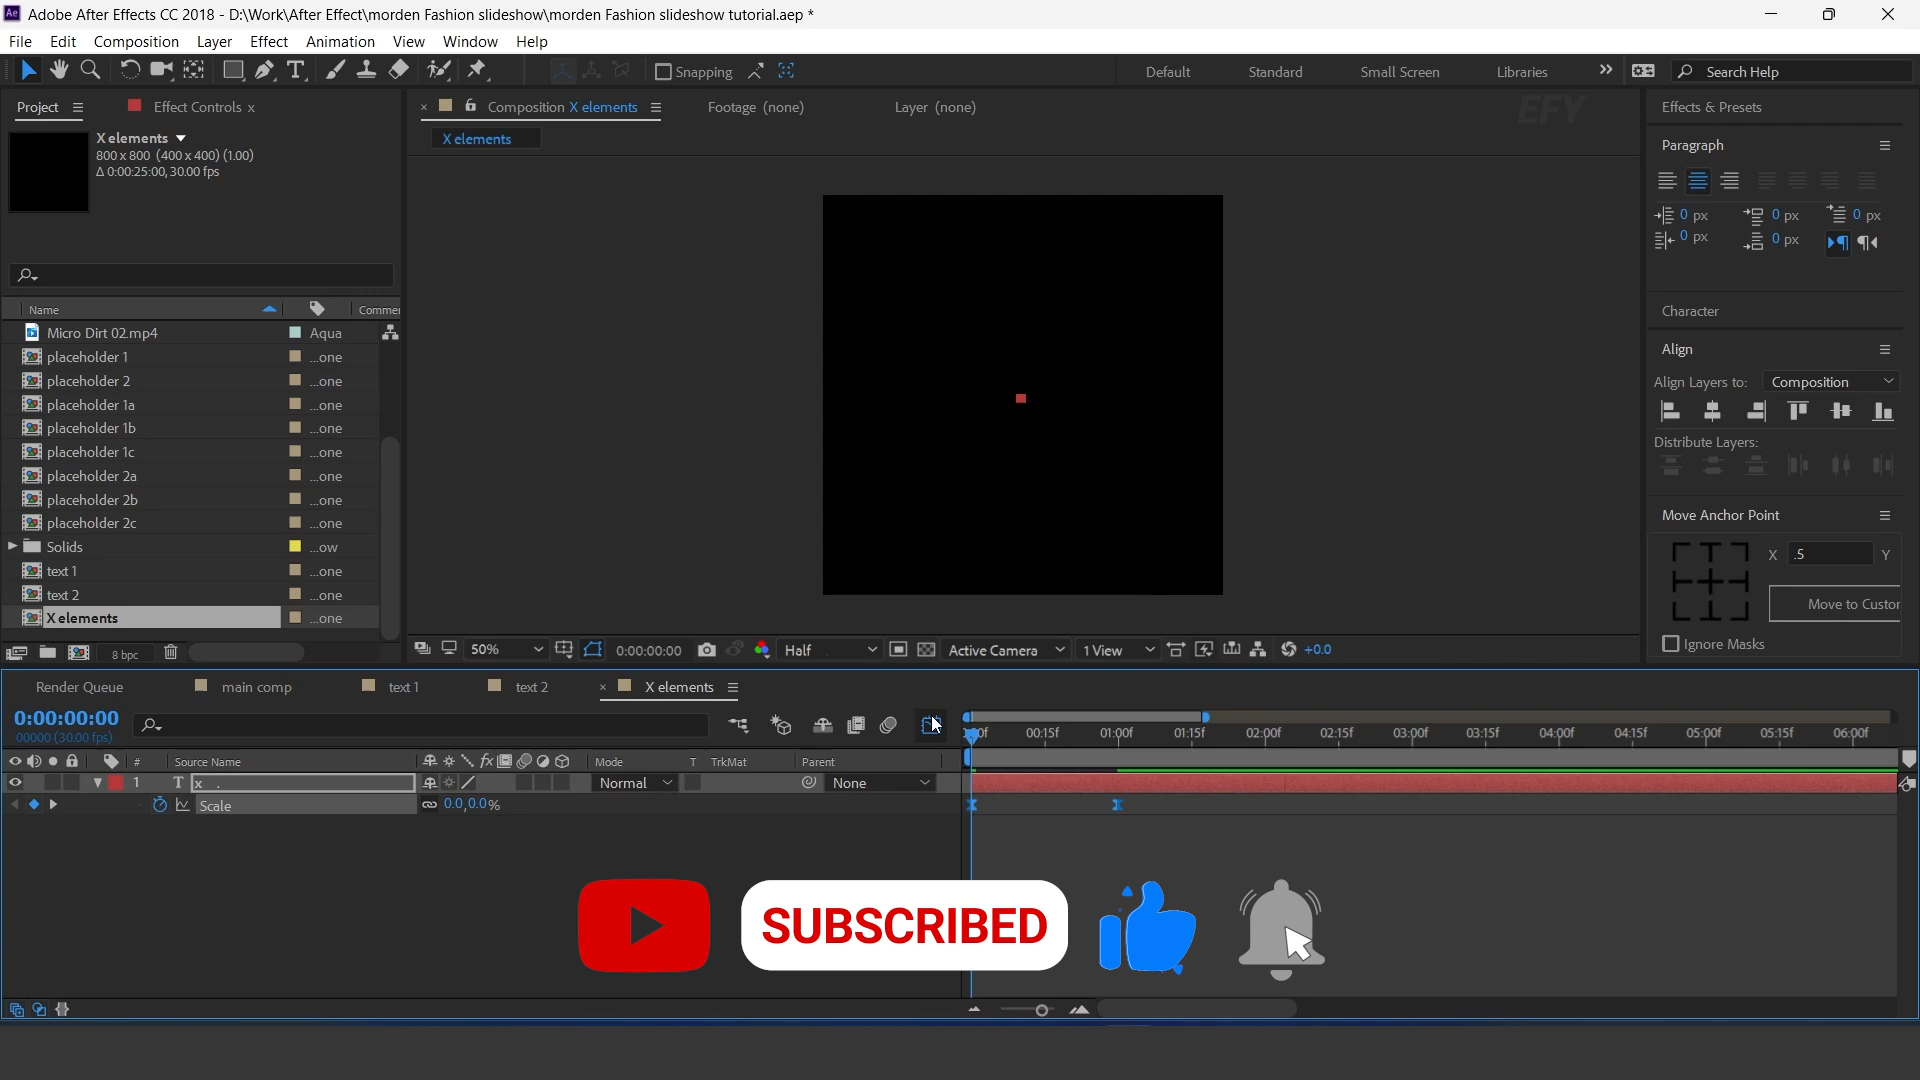 Adobe After Effects CC 2018 - D:\Work\After Effect\morden Fashion slideshow\morden Fashion slideshow tutorial.aep *
File Edit Composition Layer Effect Animation View Window Help
Snapping Default Standard Small Screen Libraries Search Help
Project Effect Controls x Composition X elements Footage (none) Layer (none) EFY Effects & Presets
X elements
800 x 800 (400 x 400) (1.00)
Δ 0:00:25:00, 30.00 fps
X elements
Paragraph
0 px 0 px 0 px
0 px 0 px
Name Comme
Character
Micro Dirt 02.mp4 Aqua
placeholder 1 ...one
placeholder 2 ...one
placeholder 1a ...one
placeholder 1b ...one
placeholder 1c ...one
placeholder 2a ...one
placeholder 2b ...one
placeholder 2c ...one
Solids ...ow
text 1 ...one
text 2 ...one
X elements ...one
Align
Align Layers to: Composition
Distribute Layers:
Move Anchor Point
X .5 Y
Move to Custor
Ignore Masks
8 bpc
50% 0:00:00:00 Half Active Camera 1 View +0.0
Render Queue main comp text 1 text 2 X elements
0:00:00:00
00000 (30.00 fps)
00f 00:15f 01:00f 01:15f 02:00f 02:15f 03:00f 03:15f 04:00f 04:15f 05:00f 05:15f 06:00f
# Source Name Mode T TrkMat Parent
1 T x . Normal None
Scale 0.0,0.0%
SUBSCRIBED